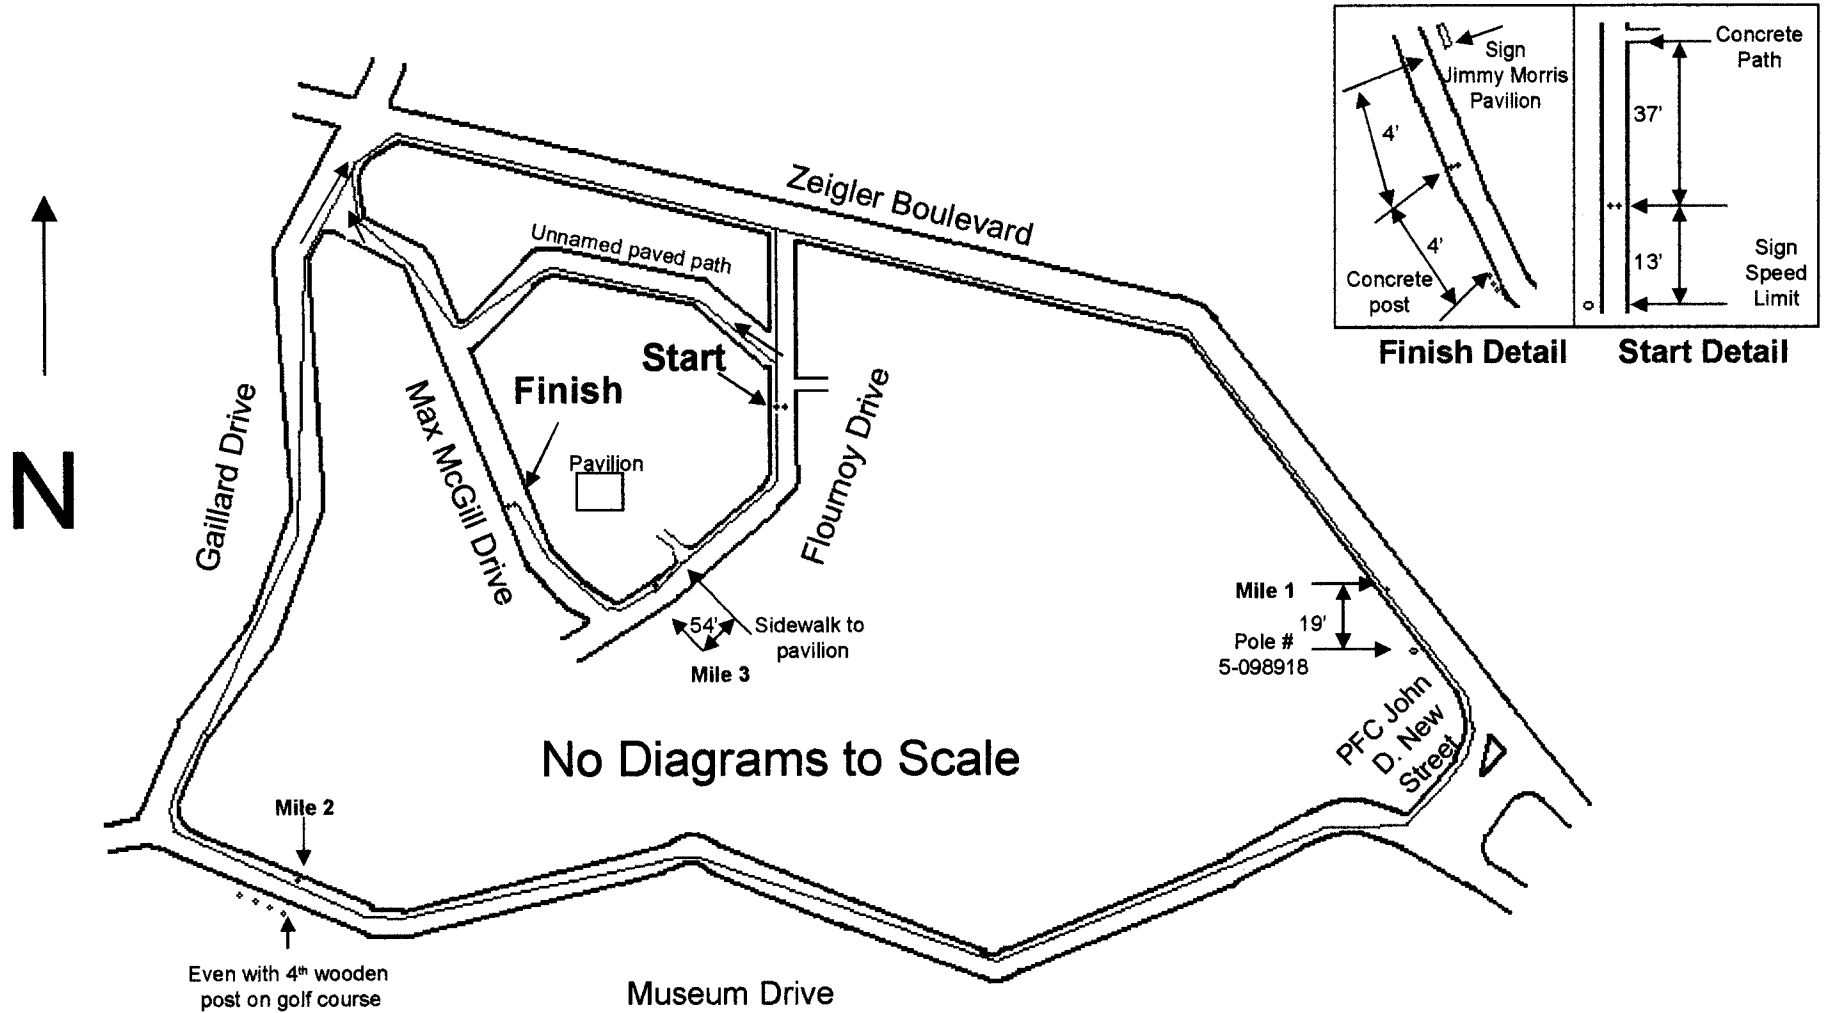 Concrete
Path
Sign
Jimmy Morris
Pavilion
37'
4'
4'
Concrete
post
13'
Sign
Speed
Limit
Finish Detail
Start Detail
Zeigler Boulevard
Unnamed paved path
Start
Finish
Pavilion
Gaillard Drive
Max McGill Drive
Flournoy Drive
N
Mile 1
19'
Pole #
5-098918
54'
Sidewalk to
pavilion
Mile 3
PFC John
D. New
Street
No Diagrams to Scale
Mile 2
Even with 4th wooden
post on golf course
Museum Drive